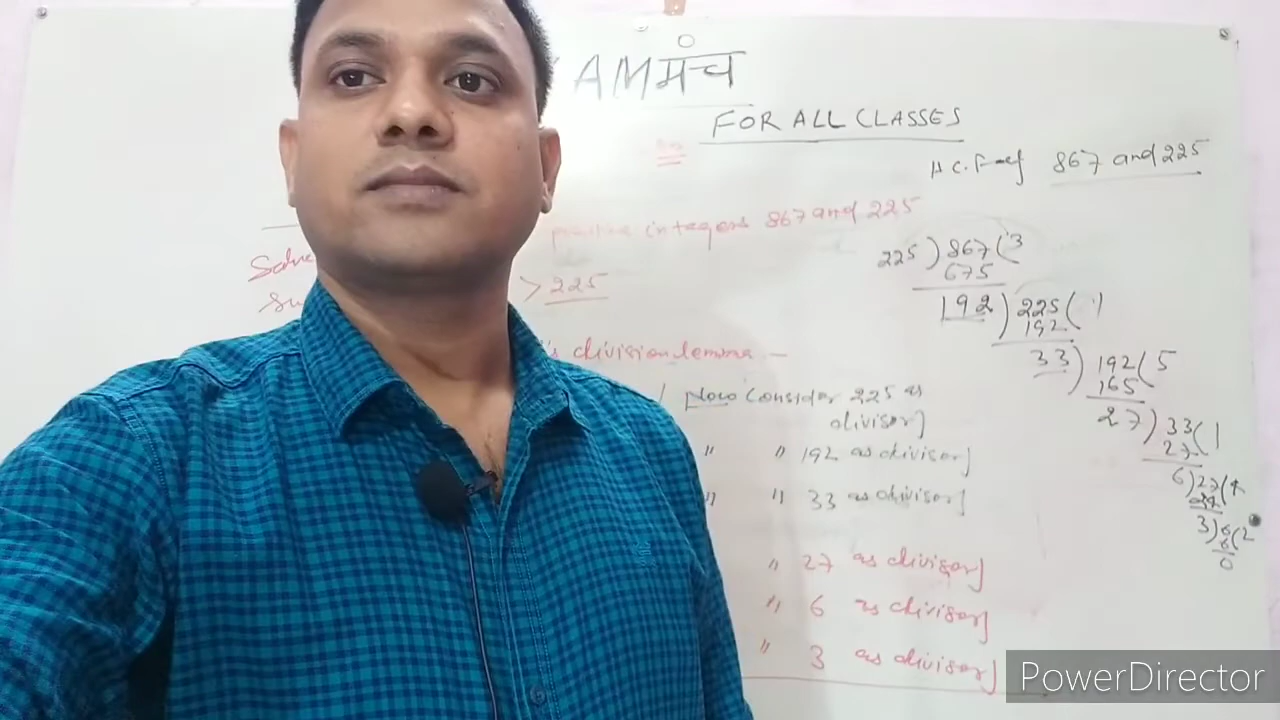 AMमंच
FOR ALL CLASSES
H.C.F of 867 and 225
positive integers 867 and 225
> 225
's division lemma -
Now Consider 225 as
divisor]
" " 192 as divisor]
" " 33 as divisor]
" 27 as divisor]
" 6 as divisor]
" 3 as divisor]
225 ) 867 ( 3
675
192 ) 225 ( 1
192
33 ) 192 ( 5
165
27 ) 33 ( 1
27
6 ) 27 ( 4
24
3 ) 6 ( 2
6
0
PowerDirector